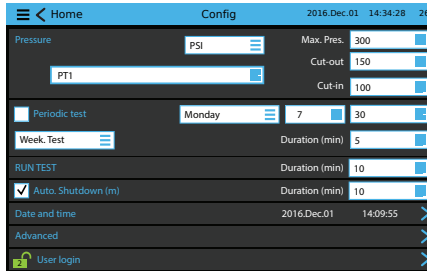 Home Config 2016.Dec.01 14:34:28 26
Pressure PSI Max. Pres. 300
Cut-out 150
PT1
Cut-in 100
Periodic test Monday 7 30
Week. Test Duration (min) 5
RUN TEST Duration (min) 10
Auto. Shutdown (m) Duration (min) 10
Date and time 2016.Dec.01 14:09:55
Advanced
2 User login